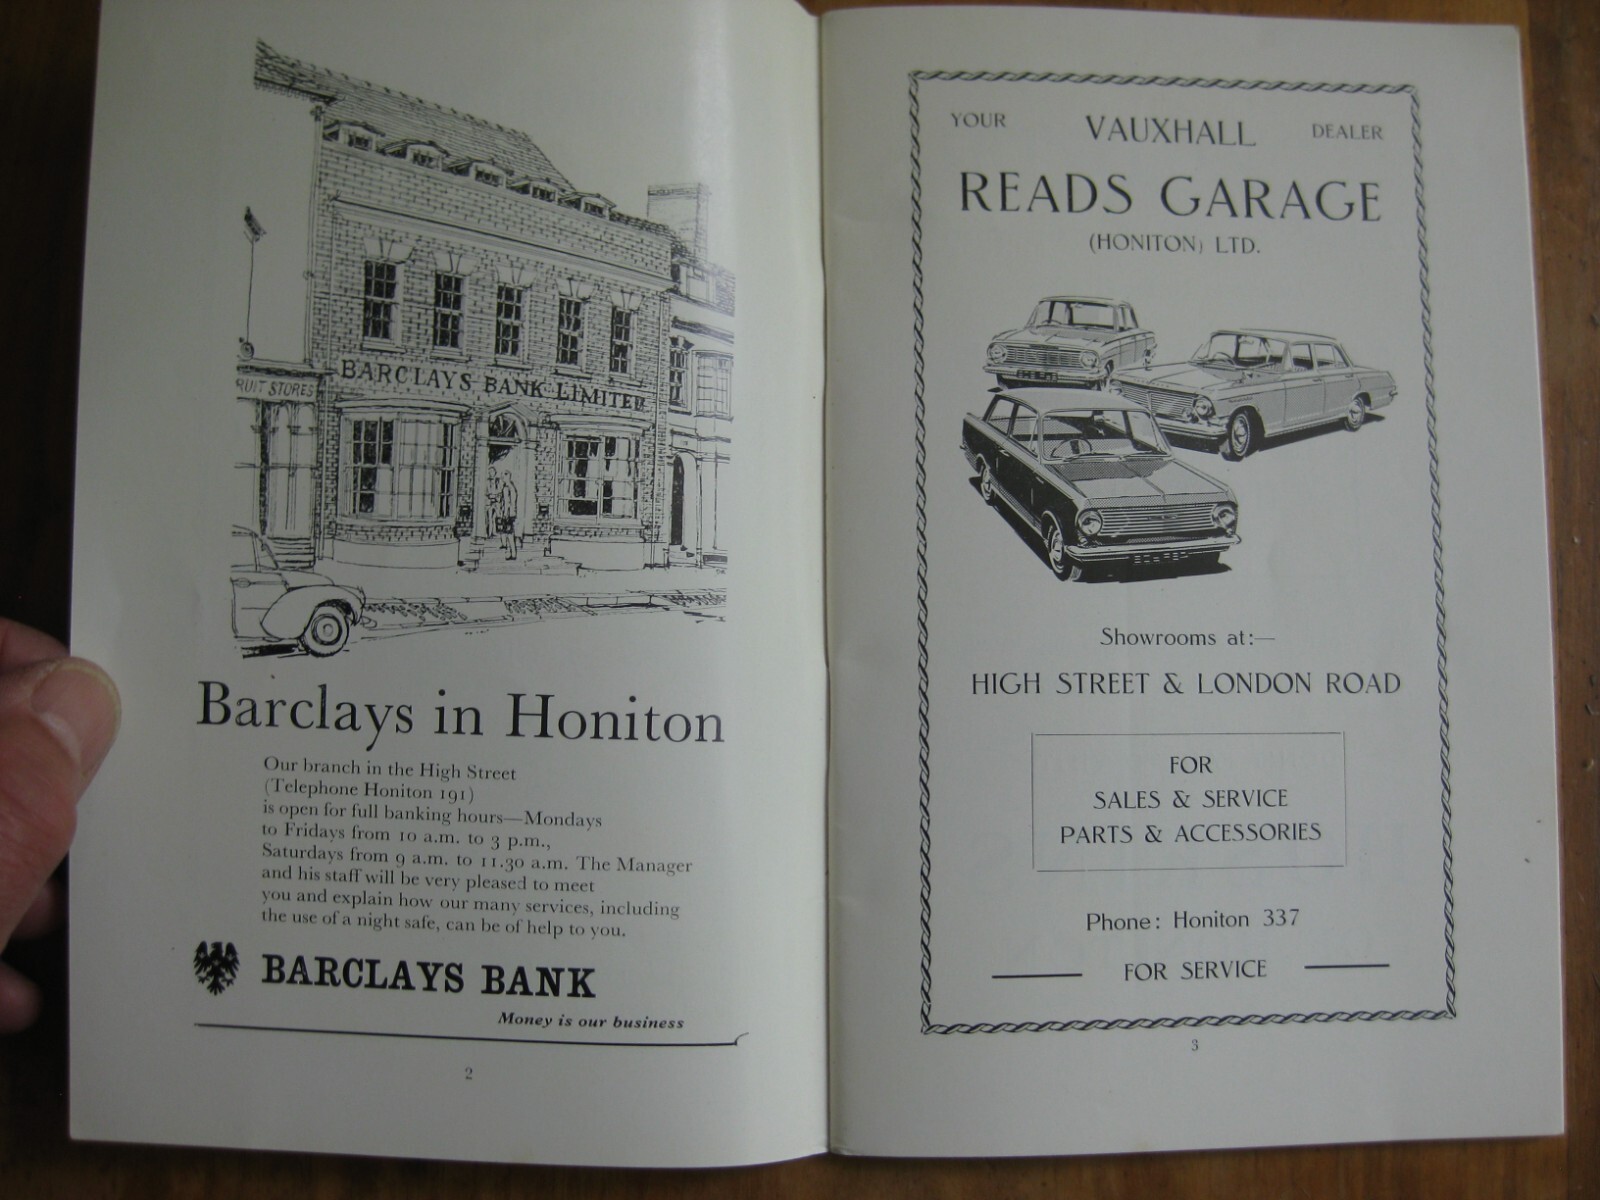 RUIT STORES
BARCLAYS BANK LIMITED
Barclays in Honiton
Our branch in the High Street
(Telephone Honiton 191)
is open for full banking hours—Mondays
to Fridays from 10 a.m. to 3 p.m.,
Saturdays from 9 a.m. to 11.30 a.m. The Manager
and his staff will be very pleased to meet
you and explain how our many services, including
the use of a night safe, can be of help to you.
BARCLAYS BANK
Money is our business
2
YOUR VAUXHALL DEALER
READS GARAGE
(HONITON) LTD.
Showrooms at:—
HIGH STREET & LONDON ROAD
FOR
SALES & SERVICE
PARTS & ACCESSORIES
Phone: Honiton 337
FOR SERVICE
3